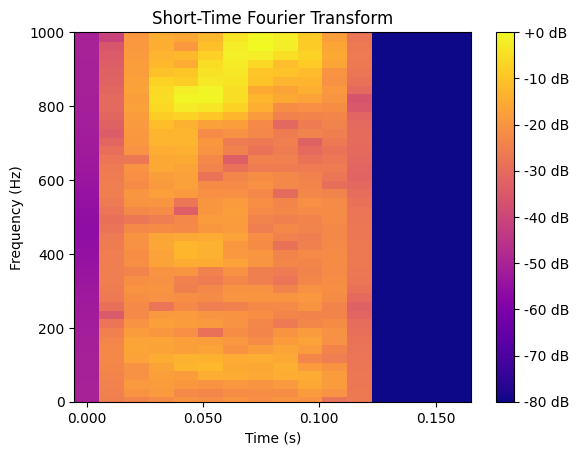 Short-Time Fourier Transform
Frequency (Hz)
1000
800
600
400
200
0
0.000
0.050
0.100
0.150
Time (s)
+0 dB
-10 dB
-20 dB
-30 dB
-40 dB
-50 dB
-60 dB
-70 dB
-80 dB